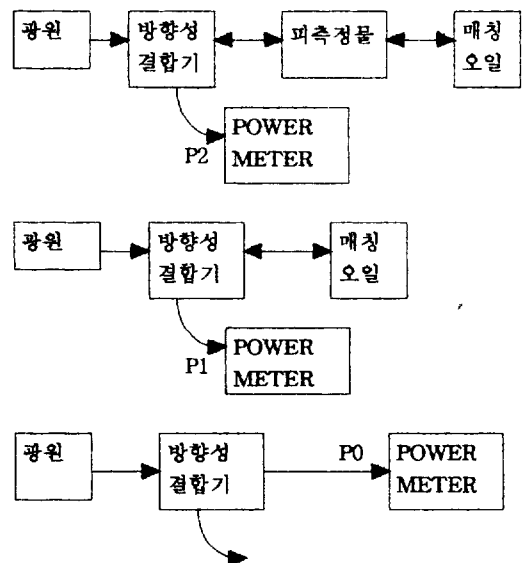 광원
방향성
결합기
피측정물
매칭
오일
P2
POWER
METER
광원
방향성
결합기
매칭
오일
P1
POWER
METER
광원
방향성
결합기
P0
POWER
METER